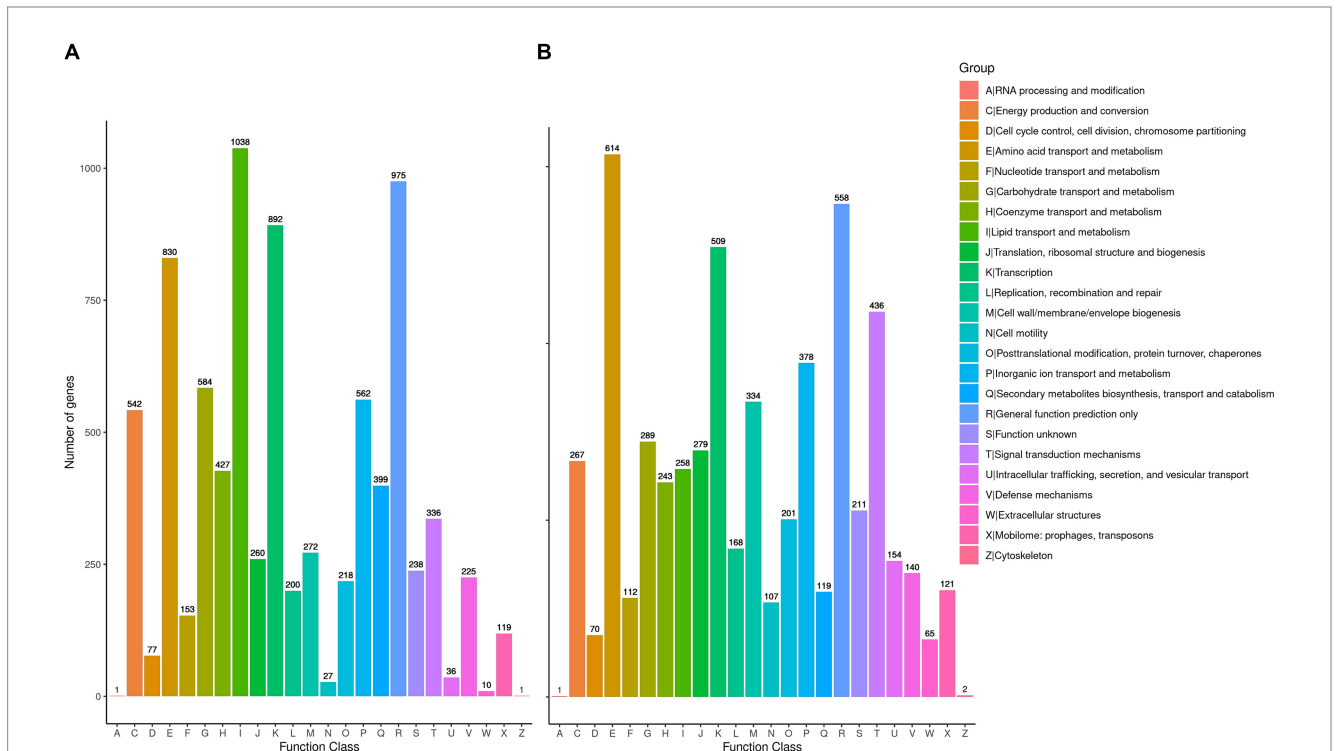 A
B
Number of genes
1000
750
500
250
0
1
542
77
830
153
584
427
1038
260
892
200
272
27
218
562
399
975
238
336
36
225
10
119
1
A C D E F G H I J K L M N O P Q R S T U V W X Z
Function Class
1
267
70
614
112
289
243
258
279
509
168
334
107
201
378
119
558
211
436
154
140
65
121
2
A C D E F G H I J K L M N O P Q R S T U V W X Z
Function Class
Group
A|RNA processing and modification
C|Energy production and conversion
D|Cell cycle control, cell division, chromosome partitioning
E|Amino acid transport and metabolism
F|Nucleotide transport and metabolism
G|Carbohydrate transport and metabolism
H|Coenzyme transport and metabolism
I|Lipid transport and metabolism
J|Translation, ribosomal structure and biogenesis
K|Transcription
L|Replication, recombination and repair
M|Cell wall/membrane/envelope biogenesis
N|Cell motility
O|Posttranslational modification, protein turnover, chaperones
P|Inorganic ion transport and metabolism
Q|Secondary metabolites biosynthesis, transport and catabolism
R|General function prediction only
S|Function unknown
T|Signal transduction mechanisms
U|Intracellular trafficking, secretion, and vesicular transport
V|Defense mechanisms
W|Extracellular structures
X|Mobilome: prophages, transposons
Z|Cytoskeleton